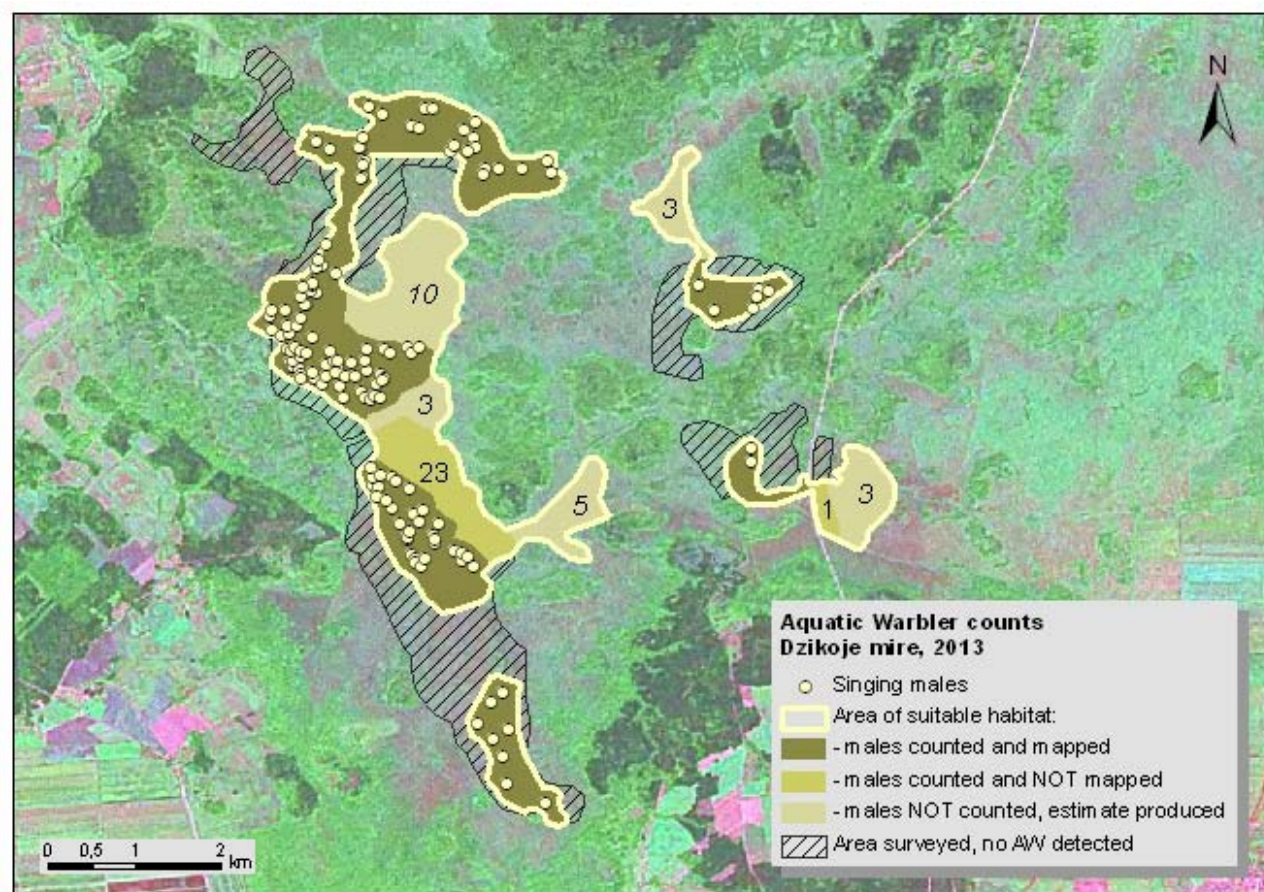 N
3
10
3
23
5
1
3
Aquatic Warbler counts
Dzikoje mire, 2013
Singing males
Area of suitable habitat:
- males counted and mapped
- males counted and NOT mapped
- males NOT counted, estimate produced
Area surveyed, no AW detected
0 0,5 1 2
km